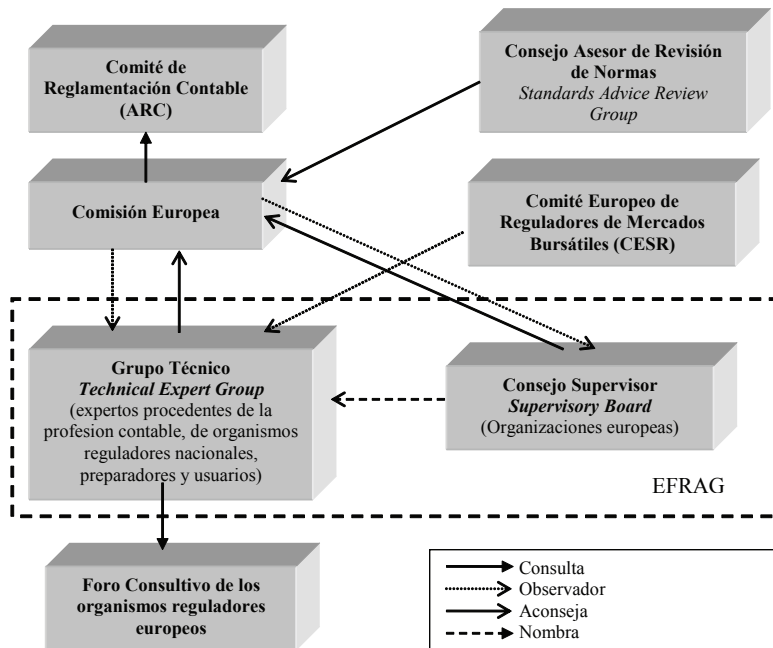 Comité de
Reglamentación Contable
(ARC)
Consejo Asesor de Revisión
de Normas
Standards Advice Review
Group
Comisión Europea
Comité Europeo de
Reguladores de Mercados
Bursátiles (CESR)
Grupo Técnico
Technical Expert Group
(expertos procedentes de la
profesion contable, de organismos
reguladores nacionales,
preparadores y usuarios)
Consejo Supervisor
Supervisory Board
(Organizaciones europeas)
EFRAG
Foro Consultivo de los
organismos reguladores
europeos
Consulta
Observador
Aconseja
Nombra